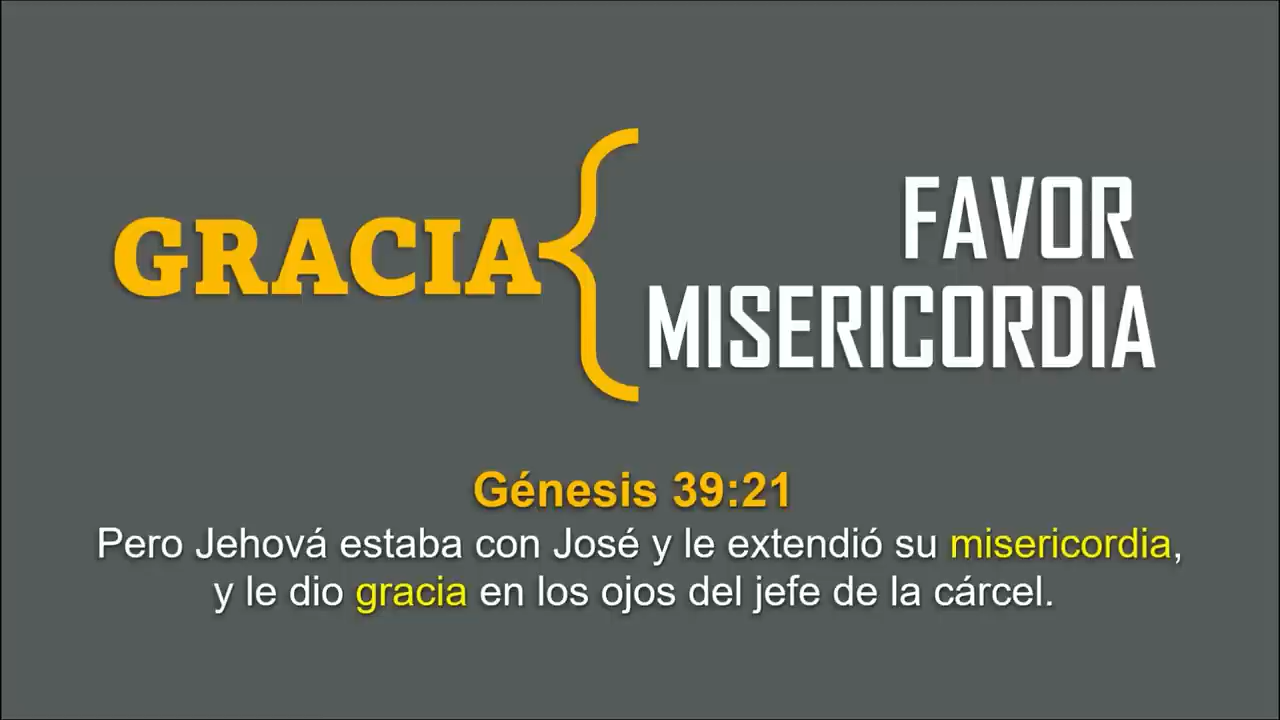 GRACIA
FAVOR
MISERICORDIA
Génesis 39:21
Pero Jehová estaba con José y le extendió su misericordia,
y le dio gracia en los ojos del jefe de la cárcel.